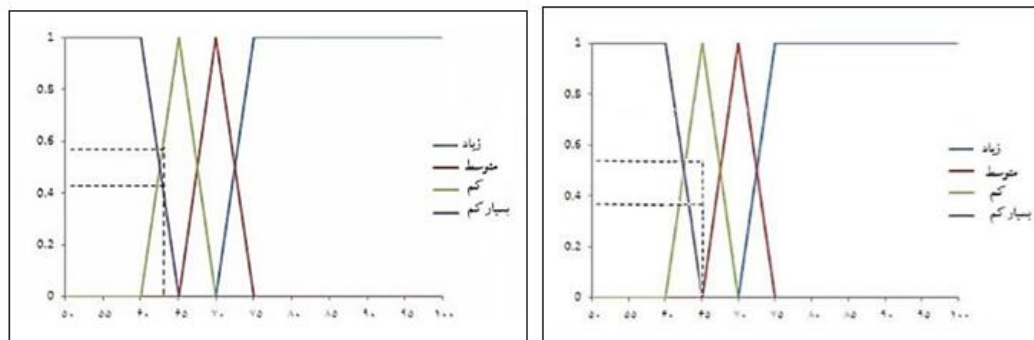 1
0.8
0.6
0.4
0.2
0
۵۰ ۵۵ ۶۰ ۶۵ ۷۰ ۷۵ ۸۰ ۸۵ ۹۰ ۹۵ ۱۰۰
زیاد
متوسط
کم
بسیار کم
1
0.8
0.6
0.4
0.2
0
۵۰ ۵۵ ۶۰ ۶۵ ۷۰ ۷۵ ۸۰ ۸۵ ۹۰ ۹۵ ۱۰۰
زیاد
متوسط
کم
بسیار کم